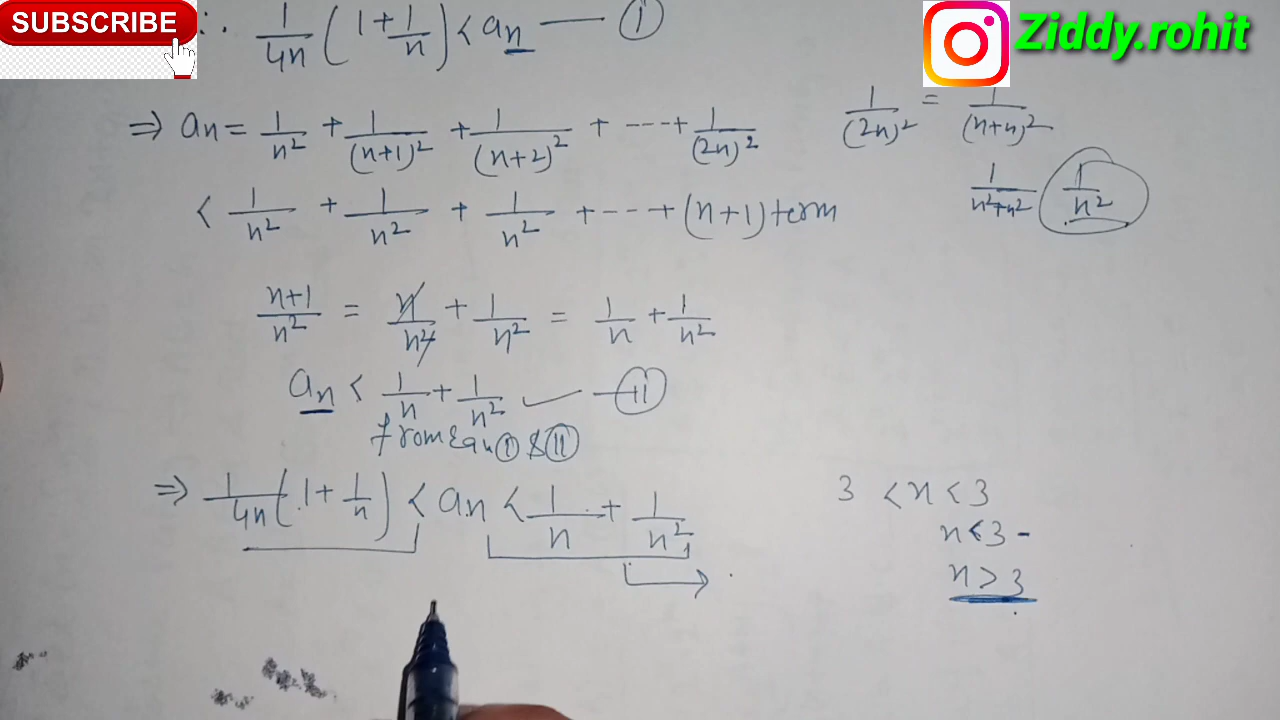 SUBSCRIBE
Ziddy.rohit
∴ 1/4n (1 + 1/n) < an — (I)
⇒ an = 1/n² + 1/(n+1)² + 1/(n+2)² + ---+ 1/(2n)²
1/(2n)² = 1/(n+n)²
1/n²+n² 1/n²
< 1/n² + 1/n² + 1/n² + --- + (n+1) term
n+1/n² = n/n² + 1/n² = 1/n + 1/n²
an < 1/n + 1/n² — (II)
from Eqn (I) & (II)
⇒ 1/4n (1 + 1/n) < an < 1/n + 1/n²
3 < n < 3
n < 3
n > 3